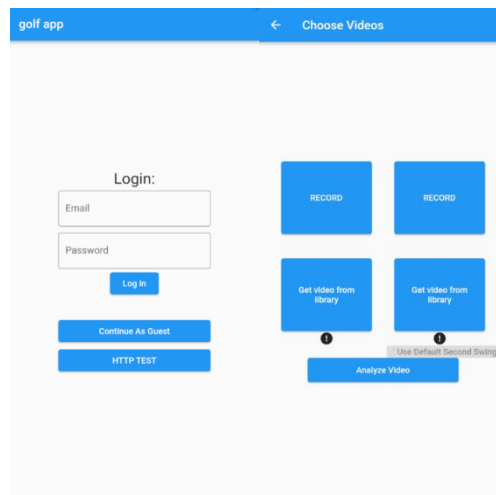 golf app
Login:
Email
Password
Log in
Continue As Guest
HTTP TEST
Choose Videos
RECORD
RECORD
Get video from
library
Get video from
library
Use Default Second Swing
Analyze Video